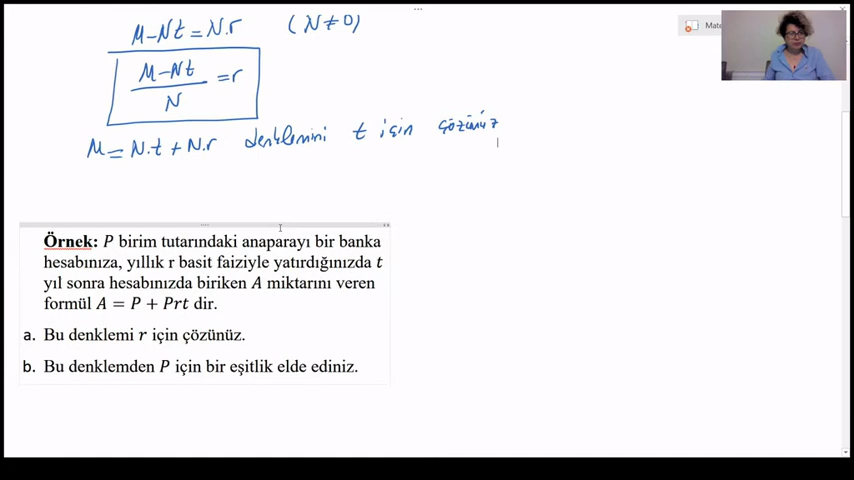 M-Nt = N.r (N≠0)
M-Nt / N = r
M = N.t + N.r denklemini t için çözünüz
Mate
Örnek: P birim tutarındaki anaparayı bir banka
hesabınıza, yıllık r basit faiziyle yatırdığınızda t
yıl sonra hesabınızda biriken A miktarını veren
formül A = P + Prt dir.
a. Bu denklemi r için çözünüz.
b. Bu denklemden P için bir eşitlik elde ediniz.